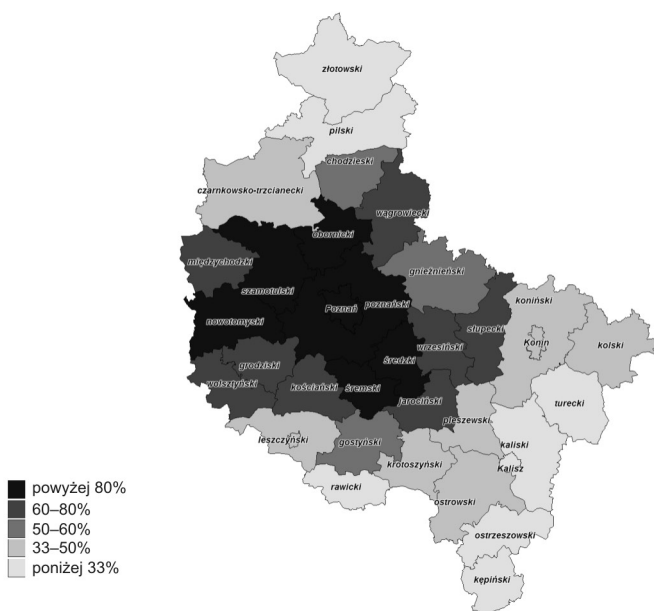 złotowski
pilski
chodzieski
czarnkowsko-trzcianecki
wągrowiecki
obornicki
międzychodzki
gnieźnieński
szamotulski
koniński
Poznań
poznański
nowotomyski
słupecki
Konin
wrzesiński
kolski
średzki
grodziski
wolsztyński
kościański
śremski
jarociński
turecki
pleszewski
leszczyński
gostyński
kaliski
krotoszyński
Kalisz
rawicki
powyżej 80%
ostrowski
60–80%
50–60%
ostrzeszowski
33–50%
poniżej 33%
kępiński